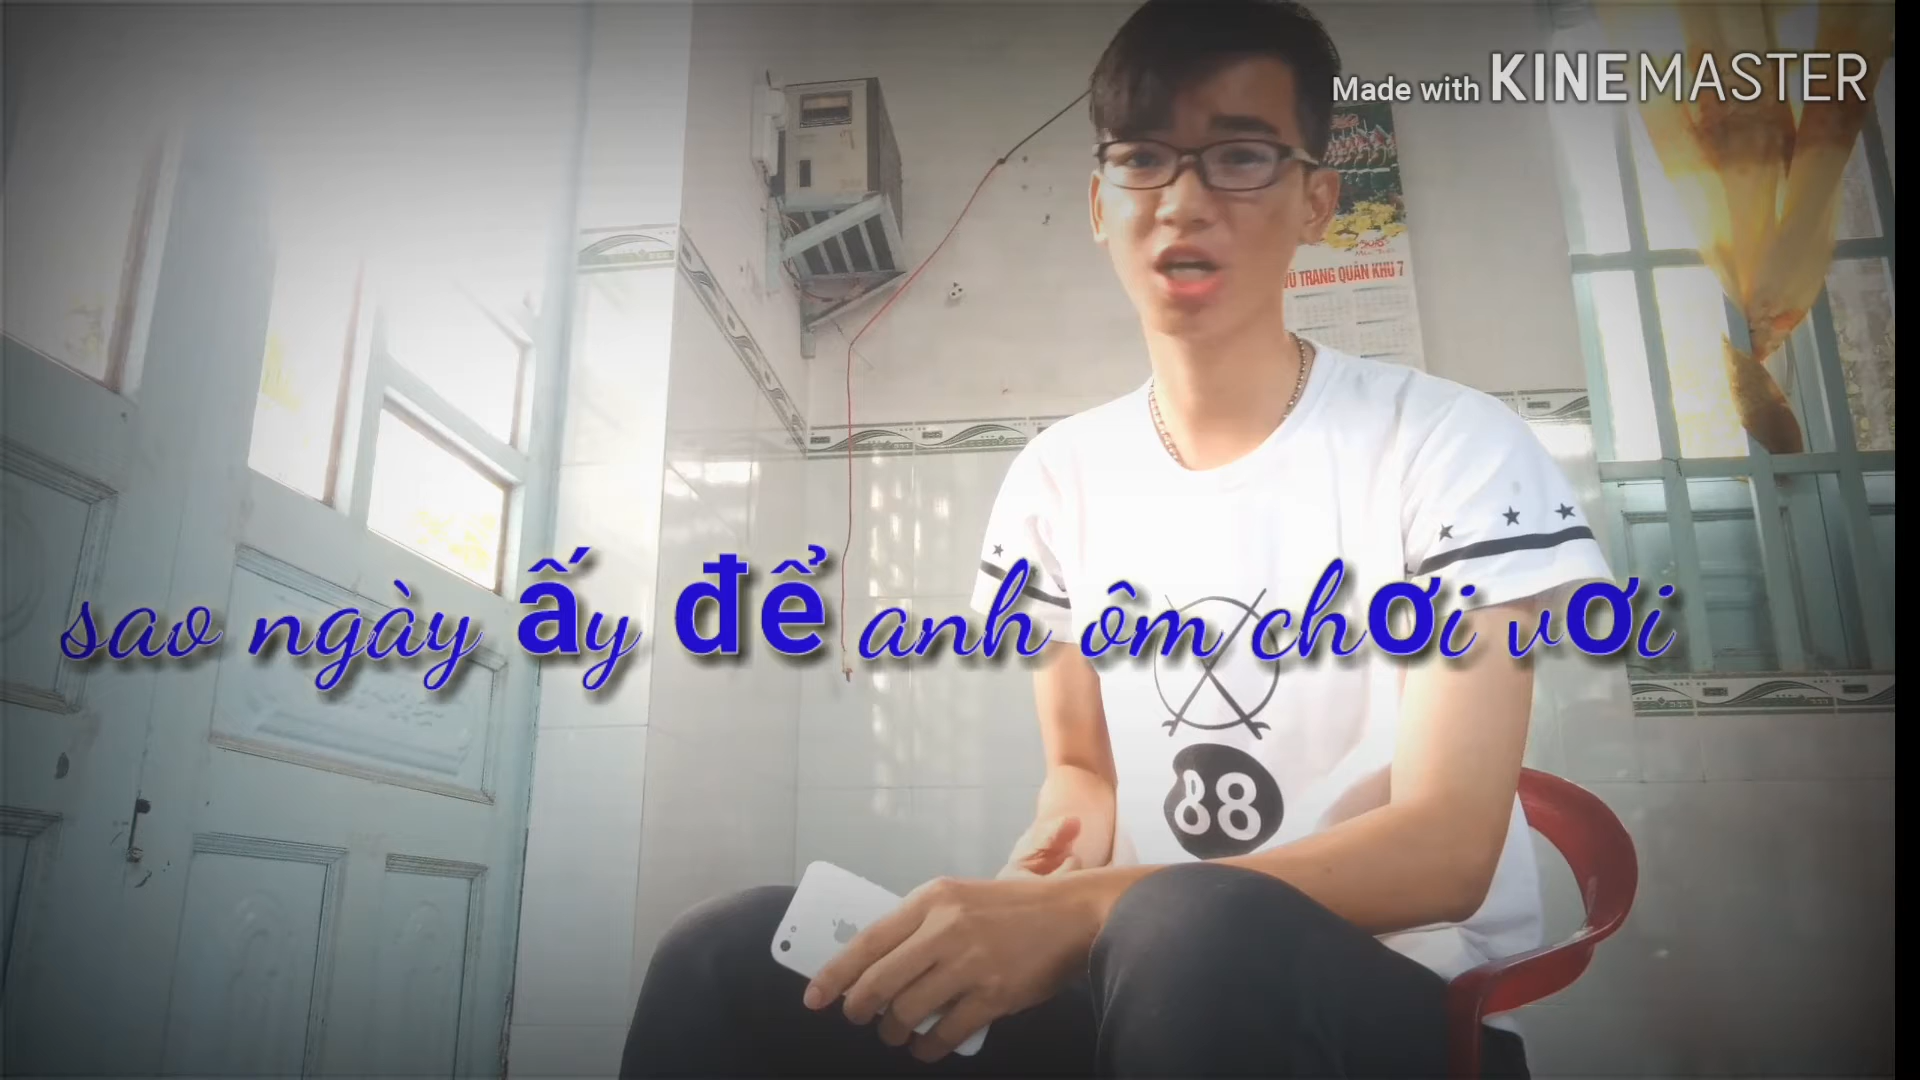 Made with KINEMASTER
VŨ TRANG QUÂN KHU 7
sao ngày ấy để anh ôm chơi vơi
88